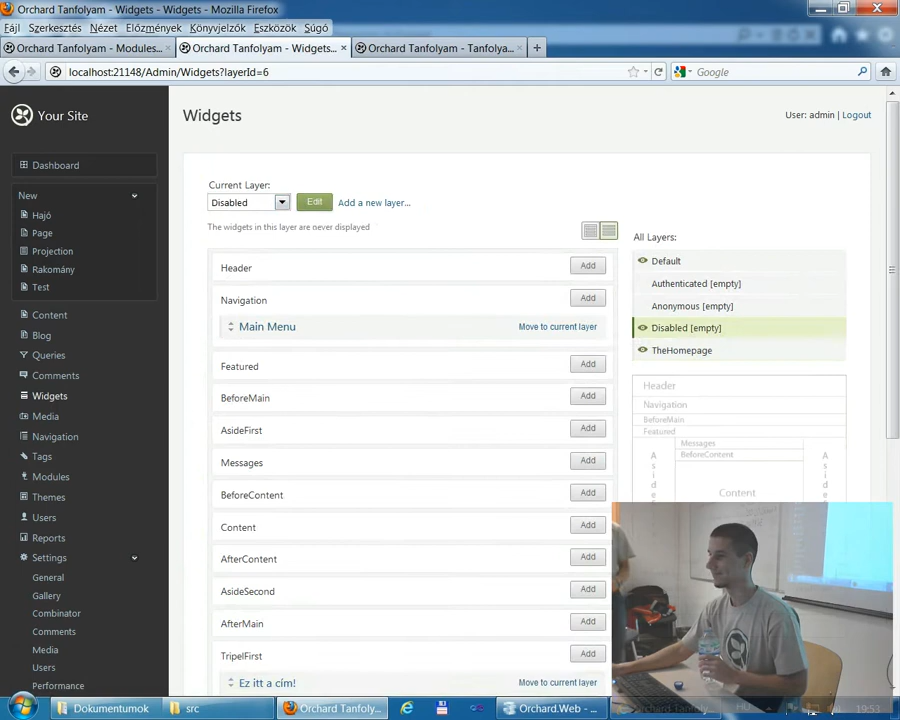 Orchard Tanfolyam - Widgets - Widgets - Mozilla Firefox
Fájl Szerkesztés Nézet Előzmények Könyvjelzők Eszközök Súgó
Orchard Tanfolyam - Modules... Orchard Tanfolyam - Widgets... Orchard Tanfolyam - Tanfolya...
localhost:21148/Admin/Widgets?layerId=6
Google
Your Site
Widgets
User: admin | Logout
Dashboard
New
Hajó
Page
Projection
Rakomány
Test
Content
Blog
Queries
Comments
Widgets
Media
Navigation
Tags
Modules
Themes
Users
Reports
Settings
General
Gallery
Combinator
Comments
Media
Users
Performance
Current Layer:
Disabled Edit Add a new layer...
The widgets in this layer are never displayed
Header Add
Navigation Add
Main Menu Move to current layer
Featured Add
BeforeMain Add
AsideFirst Add
Messages Add
BeforeContent Add
Content Add
AfterContent Add
AsideSecond Add
AfterMain Add
TripelFirst Add
Ez itt a cím! Move to current layer
All Layers:
Default
Authenticated [empty]
Anonymous [empty]
Disabled [empty]
TheHomepage
Header
Navigation
BeforeMain
Featured
Messages
BeforeContent
Content
Dokumentumok
src
Orchard Tanfoly...
Orchard.Web - ...
HU
19:53